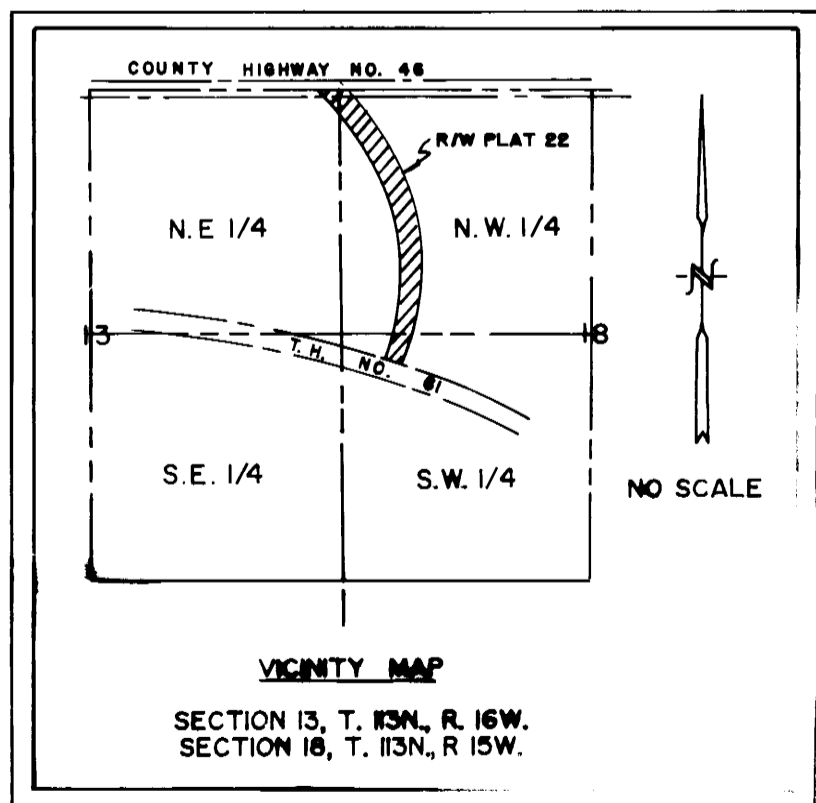 COUNTY HIGHWAY NO. 46
R/W PLAT 22
N.E 1/4
N.W. 1/4
13
18
T. H. NO. 61
S.E. 1/4
S.W. 1/4
N
NO SCALE
VICINITY MAP
SECTION 13, T. 113N., R. 16W.
SECTION 18, T. 113N., R 15W.